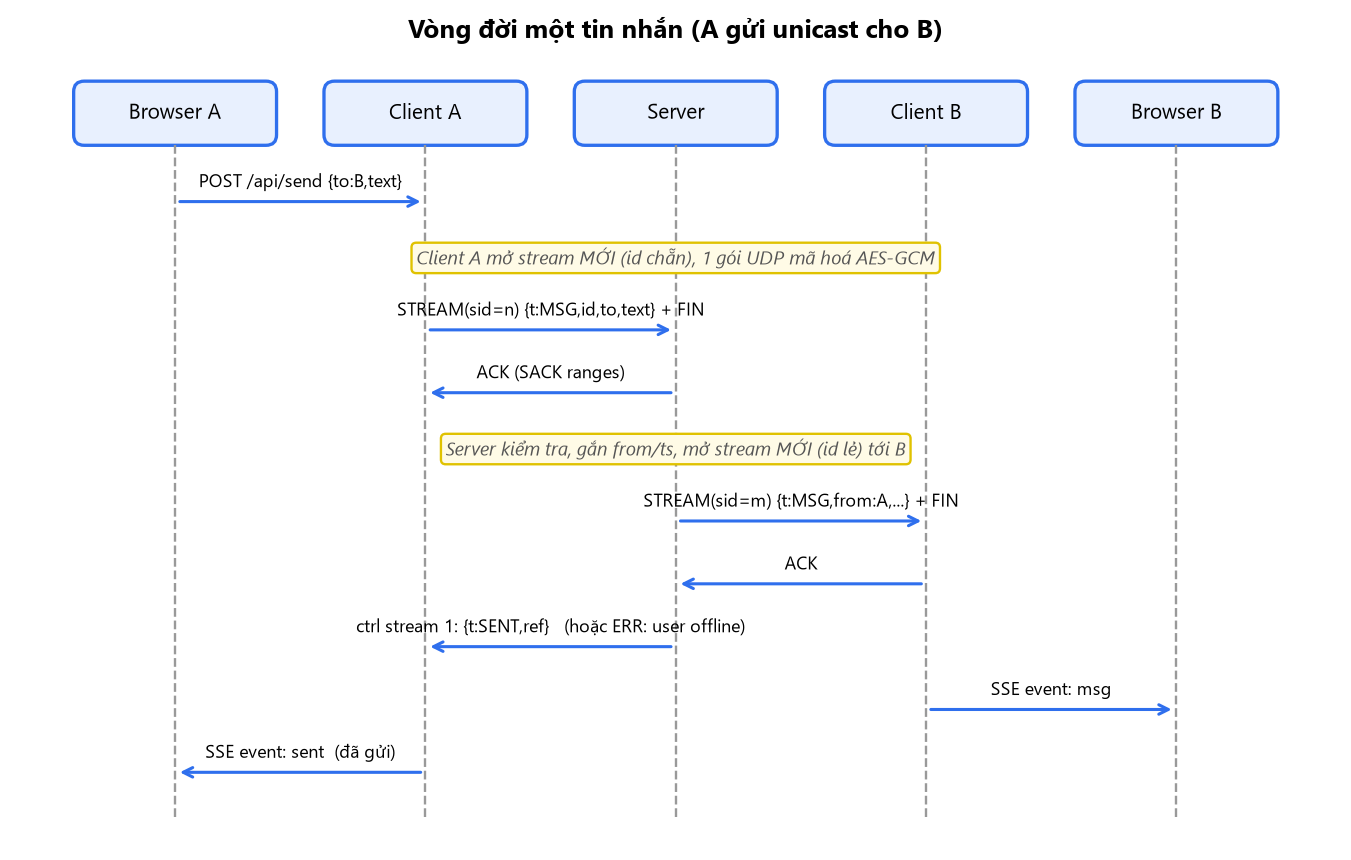 Vòng đời một tin nhắn (A gửi unicast cho B)
Browser A
Client A
Server
Client B
Browser B
POST /api/send {to:B,text}
Client A mở stream MỚI (id chẵn), 1 gói UDP mã hoá AES-GCM
STREAM(sid=n) {t:MSG,id,to,text} + FIN
ACK (SACK ranges)
Server kiểm tra, gắn from/ts, mở stream MỚI (id lẻ) tới B
STREAM(sid=m) {t:MSG,from:A,...} + FIN
ACK
ctrl stream 1: {t:SENT,ref}   (hoặc ERR: user offline)
SSE event: msg
SSE event: sent  (đã gửi)